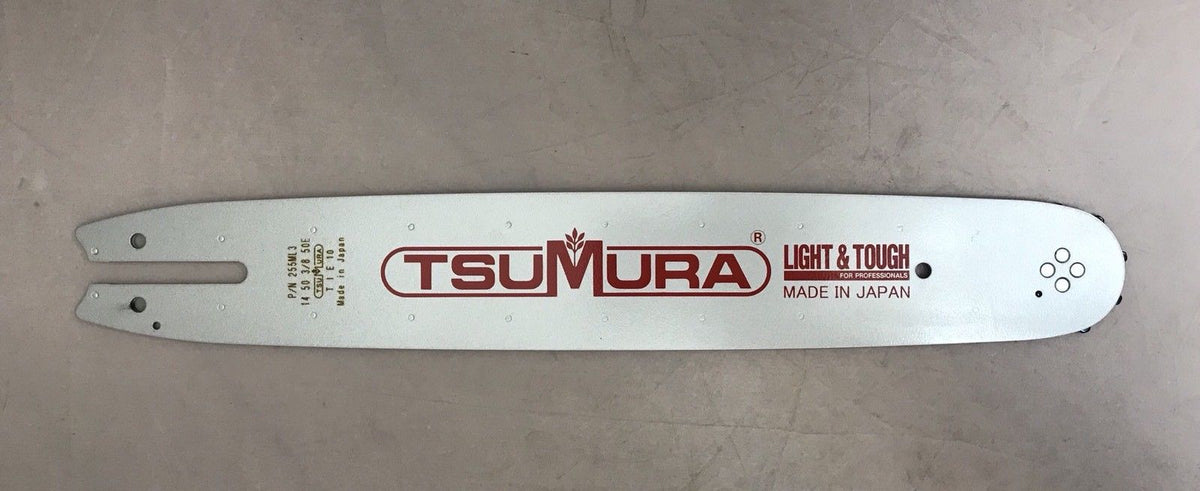 P/N 255ML3
14 50 3/8 50E
TSUMURA
T I E 10
Made in Japan
TSUMURA
®
LIGHT & TOUGH
FOR PROFESSIONALS
MADE IN JAPAN